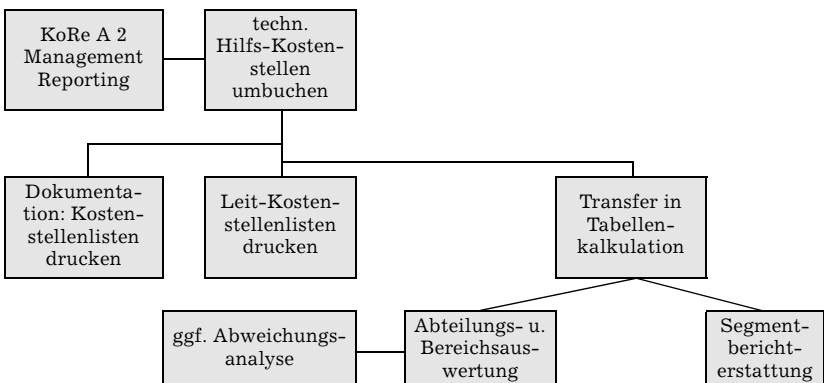 KoRe A 2
Management
Reporting
techn.
Hilfs-Kosten-
stellen
umbuchen
Dokumenta-
tion: Kosten-
stellenlisten
drucken
Leit-Kosten-
stellenlisten
drucken
Transfer in
Tabellen-
kalkulation
ggf. Abweichungs-
analyse
Abteilungs- u.
Bereichsaus-
wertung
Segment-
bericht-
erstattung